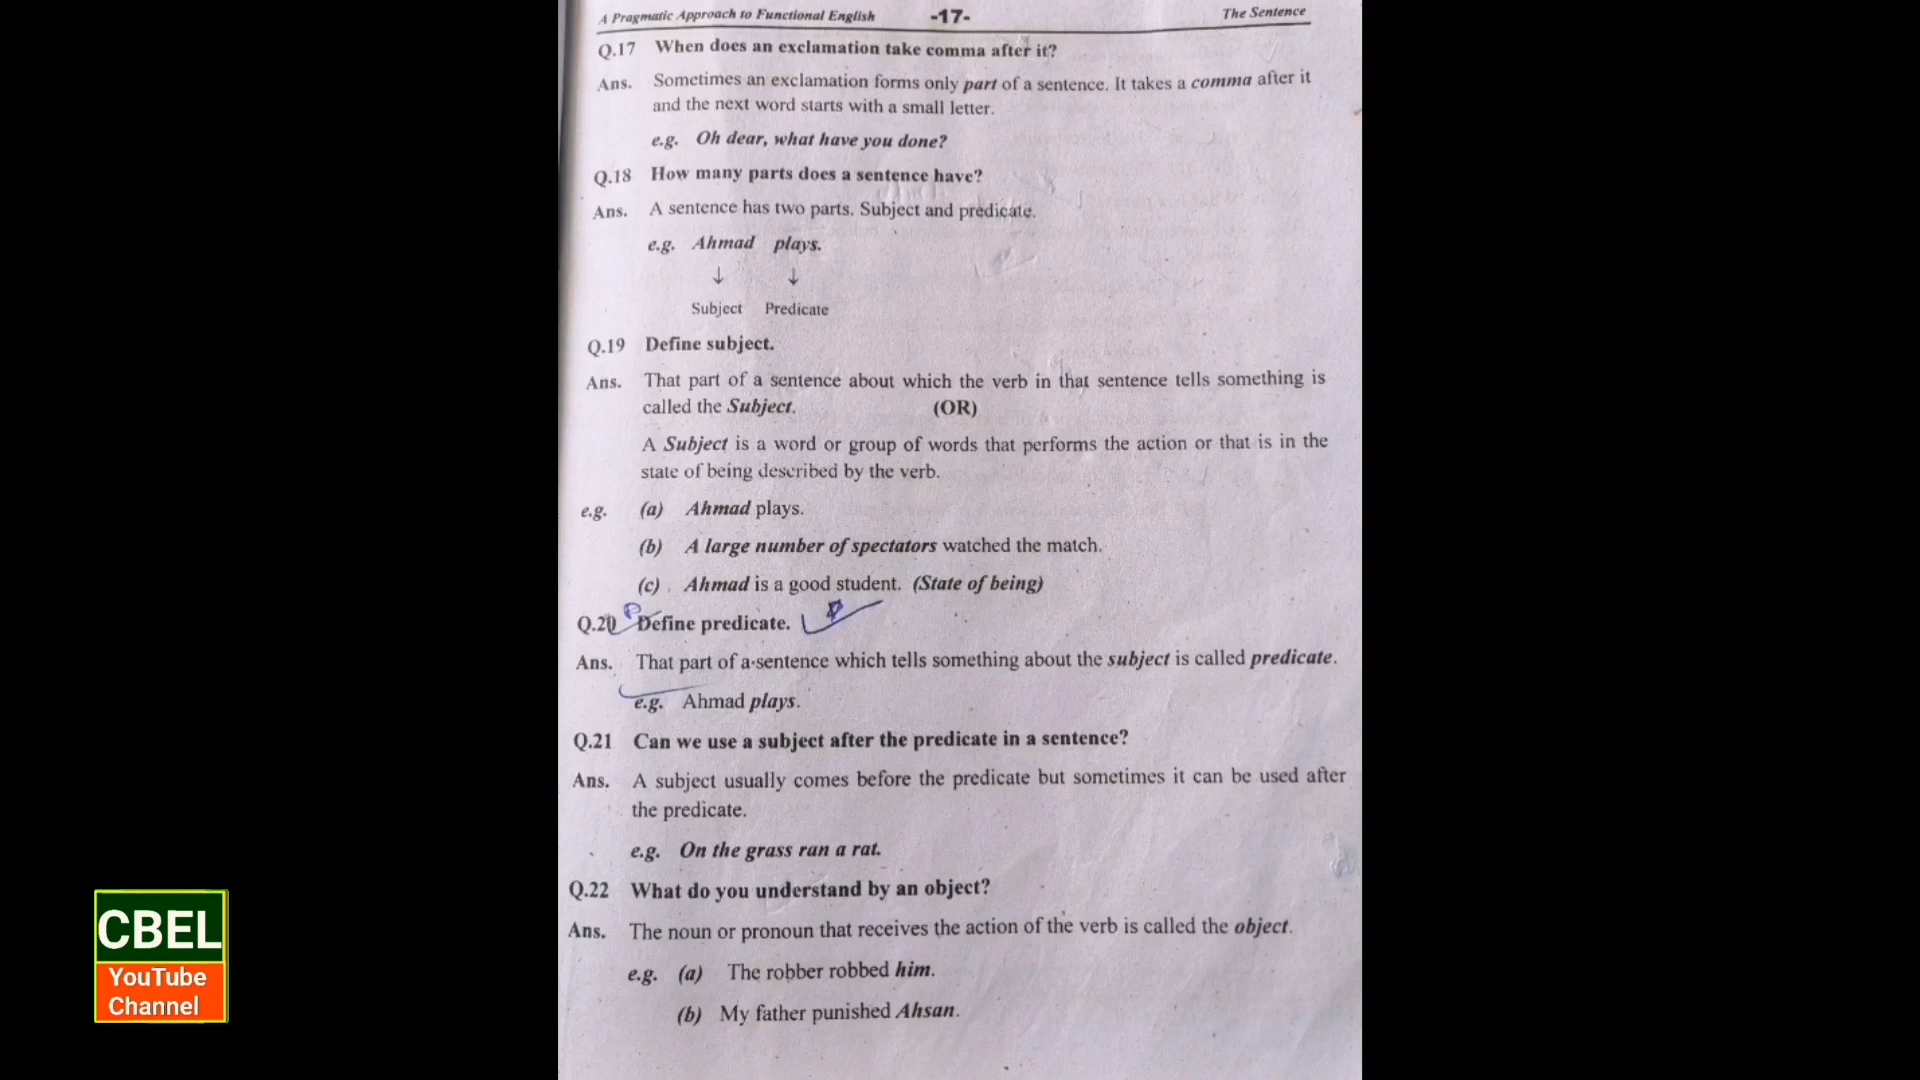 A Pragmatic Approach to Functional English -17- The Sentence
Q.17 When does an exclamation take comma after it?
Ans. Sometimes an exclamation forms only part of a sentence. It takes a comma after it
and the next word starts with a small letter.
e.g. Oh dear, what have you done?
Q.18 How many parts does a sentence have?
Ans. A sentence has two parts. Subject and predicate.
e.g. Ahmad plays.
↓ ↓
Subject Predicate
Q.19 Define subject.
Ans. That part of a sentence about which the verb in that sentence tells something is
called the Subject. (OR)
A Subject is a word or group of words that performs the action or that is in the
state of being described by the verb.
e.g. (a) Ahmad plays.
(b) A large number of spectators watched the match.
(c) Ahmad is a good student. (State of being)
Q.20 Define predicate.
Ans. That part of a sentence which tells something about the subject is called predicate.
e.g. Ahmad plays.
Q.21 Can we use a subject after the predicate in a sentence?
Ans. A subject usually comes before the predicate but sometimes it can be used after
the predicate.
e.g. On the grass ran a rat.
Q.22 What do you understand by an object?
Ans. The noun or pronoun that receives the action of the verb is called the object.
e.g. (a) The robber robbed him.
(b) My father punished Ahsan.
CBEL
YouTube
Channel